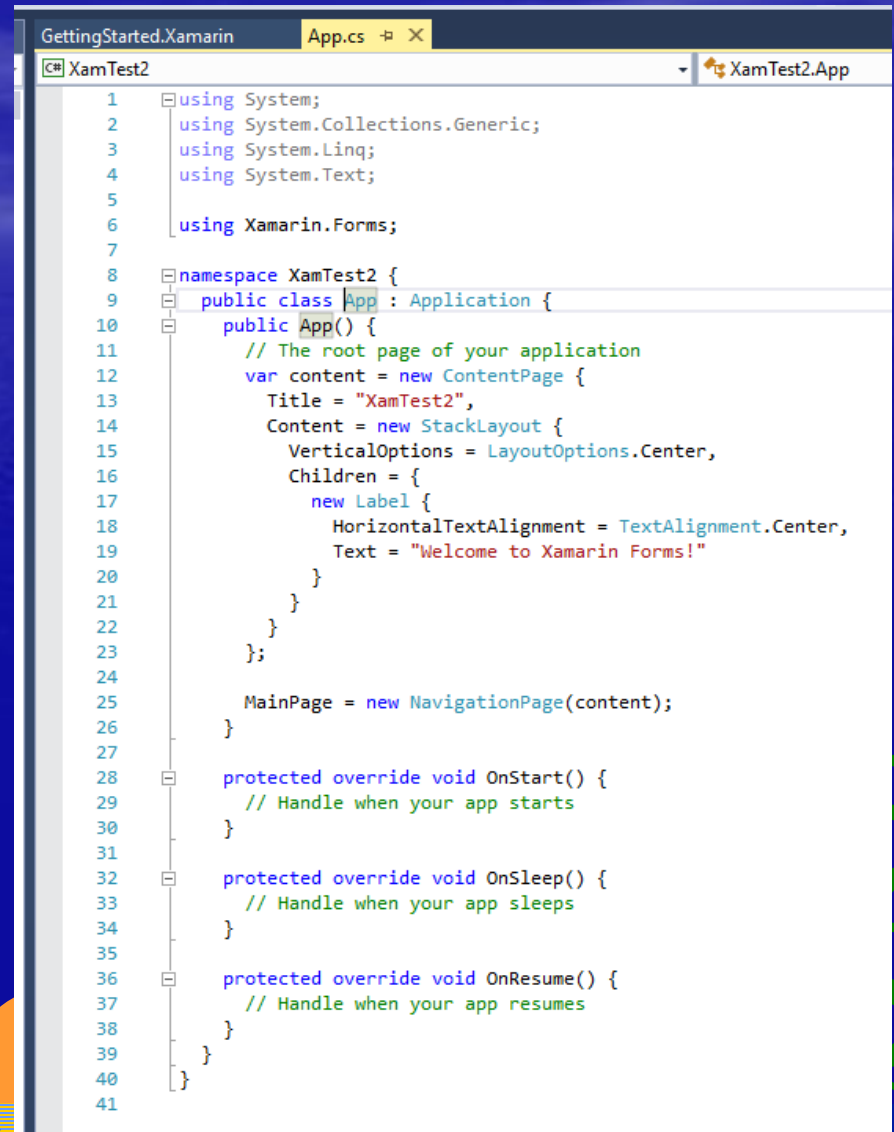 GettingStarted.Xamarin App.cs
C# XamTest2 XamTest2.App
1 using System;
2 using System.Collections.Generic;
3 using System.Linq;
4 using System.Text;
5
6 using Xamarin.Forms;
7
8 namespace XamTest2 {
9 public class App : Application {
10 public App() {
11 // The root page of your application
12 var content = new ContentPage {
13 Title = "XamTest2",
14 Content = new StackLayout {
15 VerticalOptions = LayoutOptions.Center,
16 Children = {
17 new Label {
18 HorizontalTextAlignment = TextAlignment.Center,
19 Text = "Welcome to Xamarin Forms!"
20 }
21 }
22 }
23 };
24
25 MainPage = new NavigationPage(content);
26 }
27
28 protected override void OnStart() {
29 // Handle when your app starts
30 }
31
32 protected override void OnSleep() {
33 // Handle when your app sleeps
34 }
35
36 protected override void OnResume() {
37 // Handle when your app resumes
38 }
39 }
40 }
41